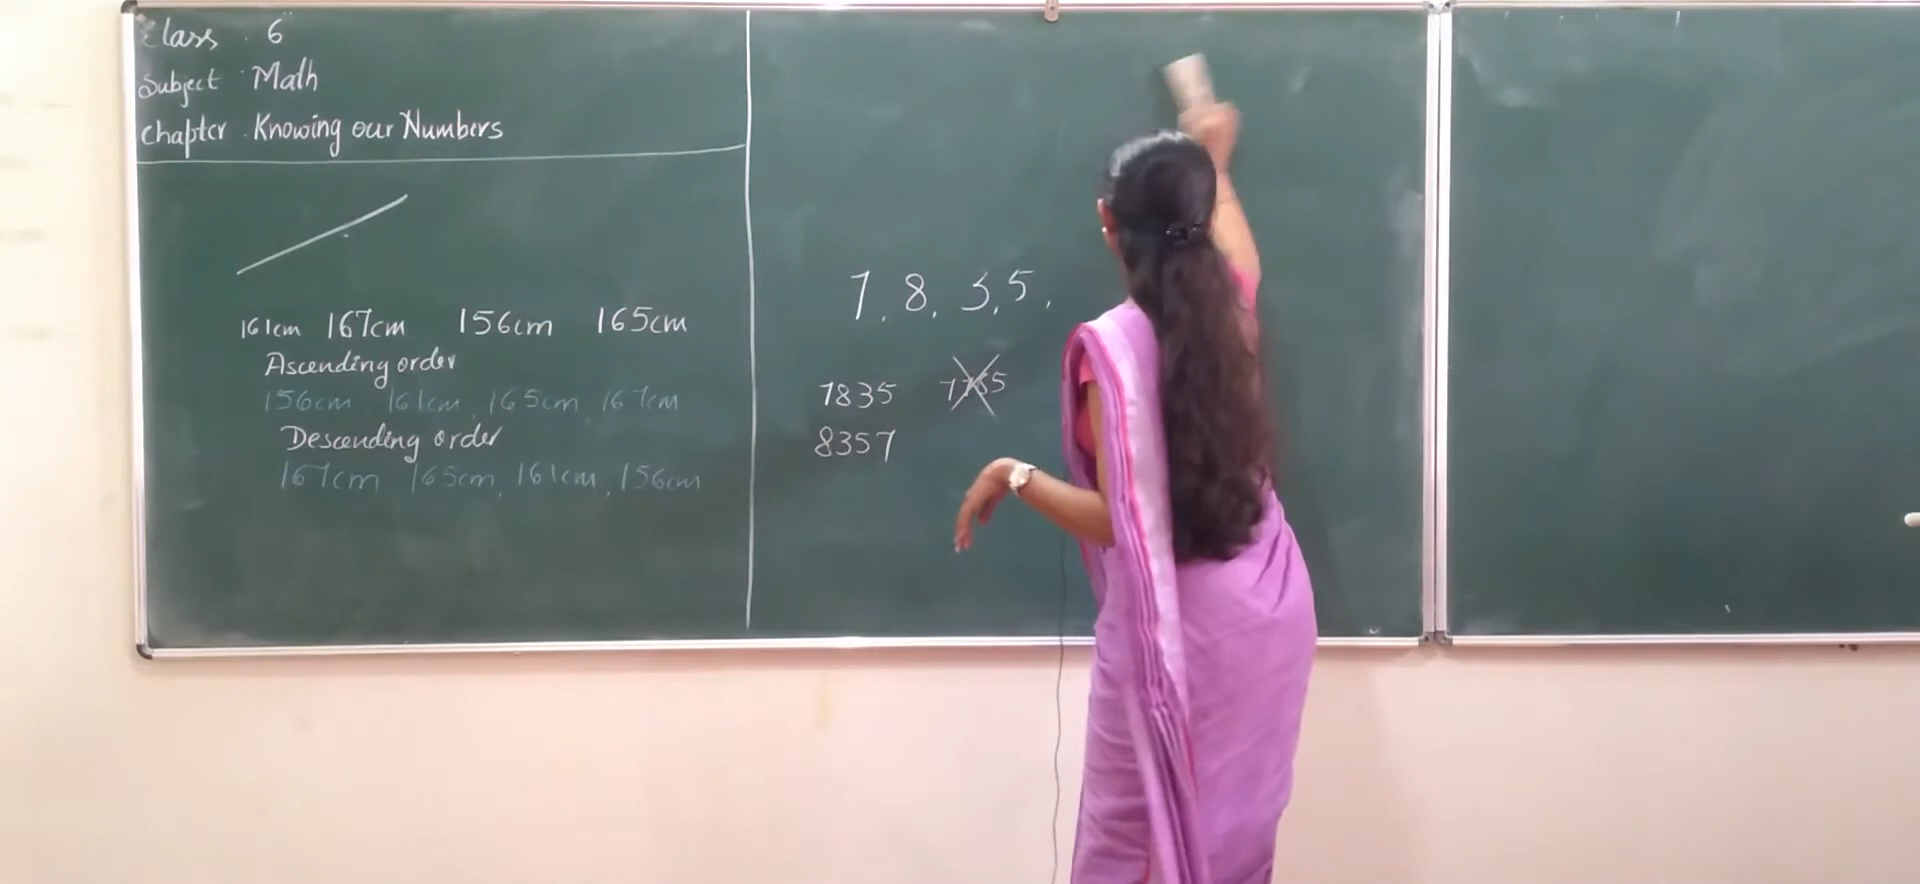 Class . 6
Subject . Math
Chapter . Knowing our Numbers
161cm 167cm 156cm 165cm
Ascending order
156cm 161cm, 165cm, 167cm
Descending order
167cm 165cm, 161cm, 156cm
7, 8, 3, 5,
7835
8357